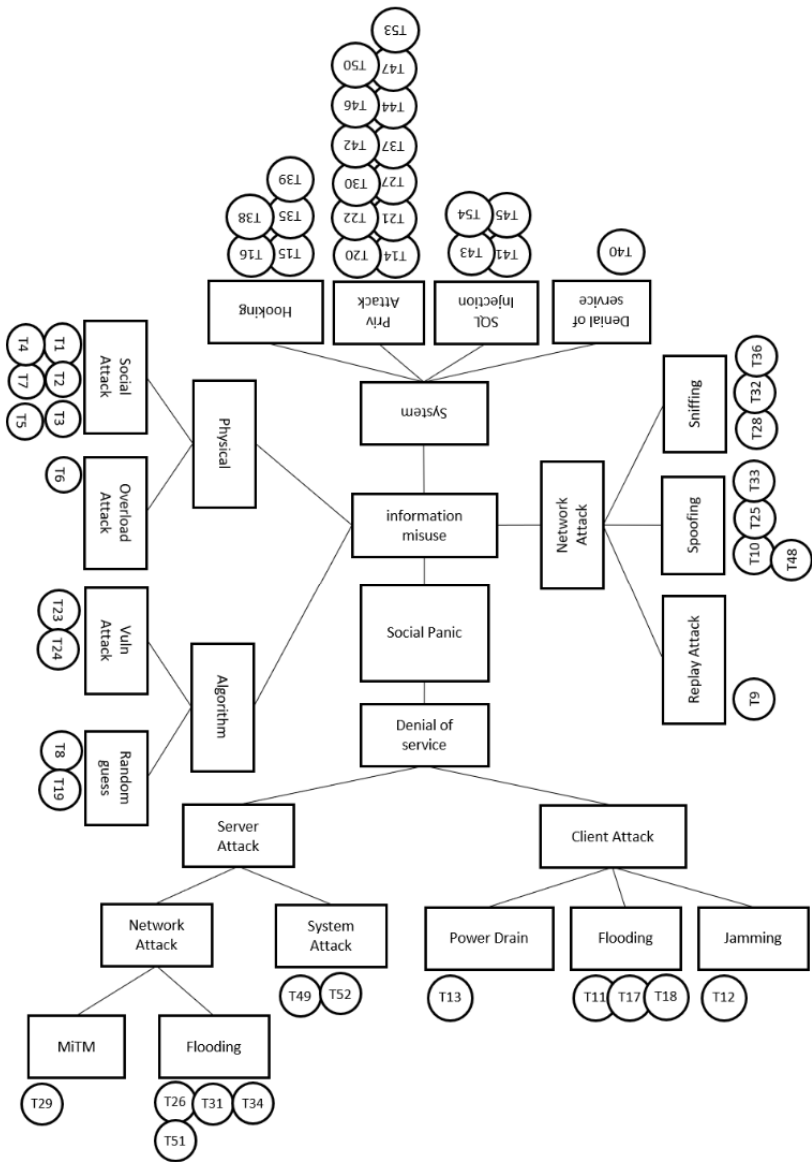 T53
T50
T47
T46
T44
T42
T37
T39
T30
T27
T38
T35
T22
T21
T54
T45
T16
T15
T20
T14
T43
T41
T40
Hooking
Priv
Attack
SQL
Injection
Denial of
service
System
T4
T1
T7
T2
T5
T3
Social
Attack
Physical
T6
Overload
Attack
information
misuse
Network
Attack
Sniffing
T36
T32
T28
Spoofing
T33
T25
T10
T48
Replay Attack
T9
T23
T24
Vuln
Attack
Algorithm
T8
T19
Random
guess
Social Panic
Denial of
service
Server
Attack
Client Attack
Network
Attack
System
Attack
Power Drain
Flooding
Jamming
T49
T52
T13
T11
T17
T18
T12
MiTM
Flooding
T29
T26
T31
T34
T51